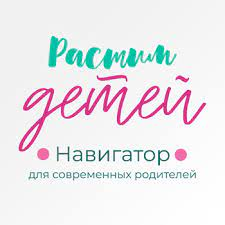 Растим
детей
Навигатор
для современных родителей